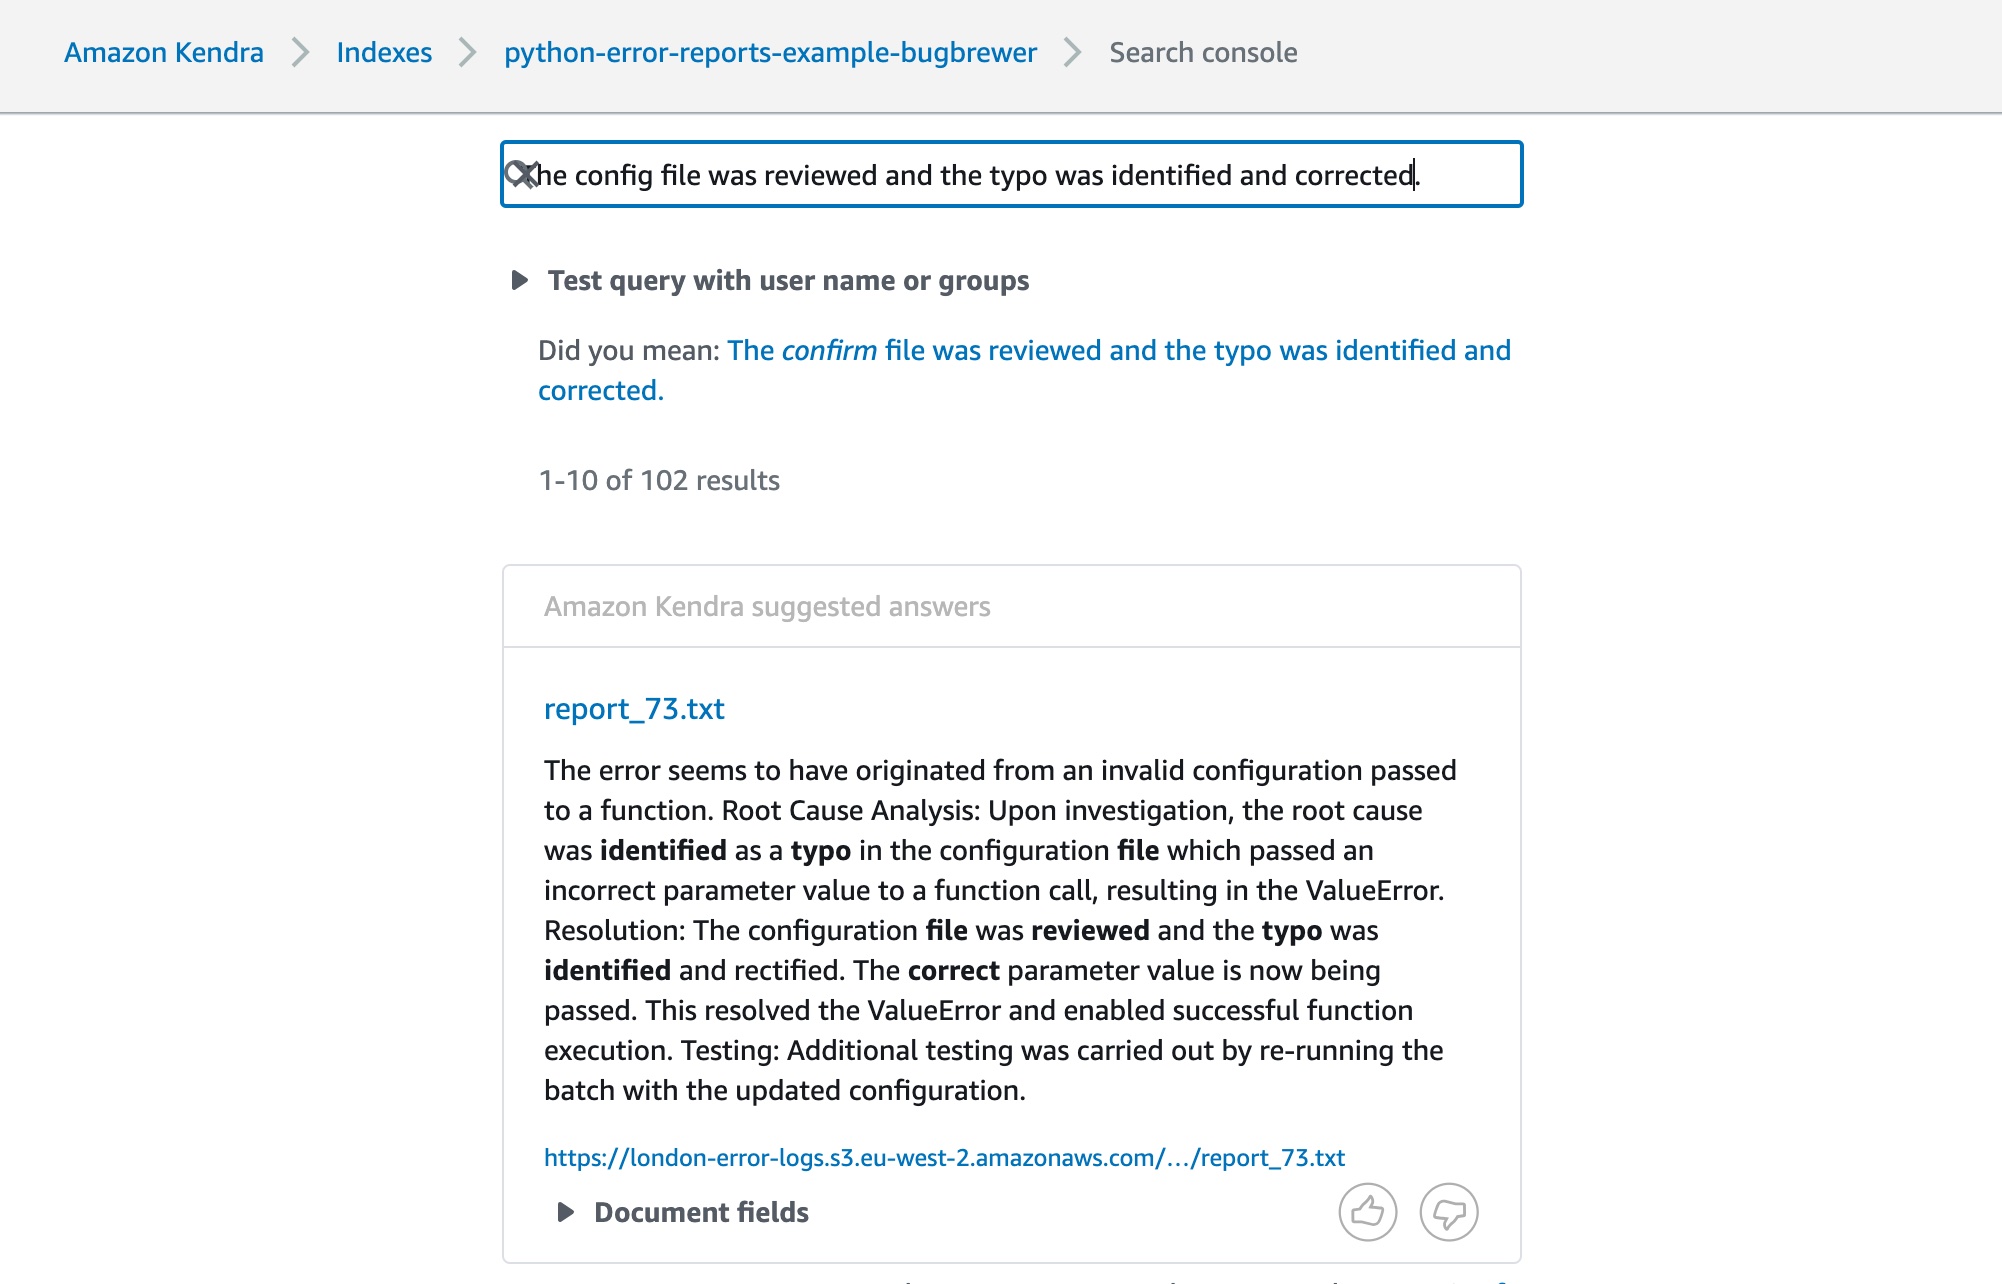 Amazon Kendra Indexes python-error-reports-example-bugbrewer Search console
The config file was reviewed and the typo was identified and corrected.
Test query with user name or groups
Did you mean: The confirm file was reviewed and the typo was identified and
corrected.
1-10 of 102 results
Amazon Kendra suggested answers
report_73.txt
The error seems to have originated from an invalid configuration passed
to a function. Root Cause Analysis: Upon investigation, the root cause
was identified as a typo in the configuration file which passed an
incorrect parameter value to a function call, resulting in the ValueError.
Resolution: The configuration file was reviewed and the typo was
identified and rectified. The correct parameter value is now being
passed. This resolved the ValueError and enabled successful function
execution. Testing: Additional testing was carried out by re-running the
batch with the updated configuration.
https://london-error-logs.s3.eu-west-2.amazonaws.com/…/report_73.txt
Document fields